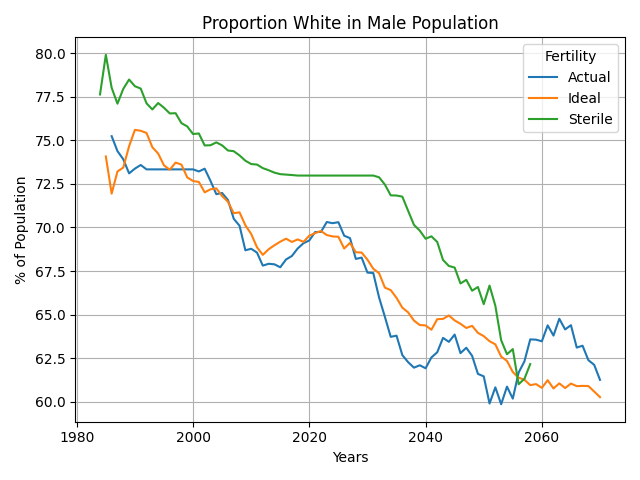 Proportion White in Male Population
% of Population
80.0
77.5
75.0
72.5
70.0
67.5
65.0
62.5
60.0
Fertility
Actual
Ideal
Sterile
1980
2000
2020
2040
2060
Years